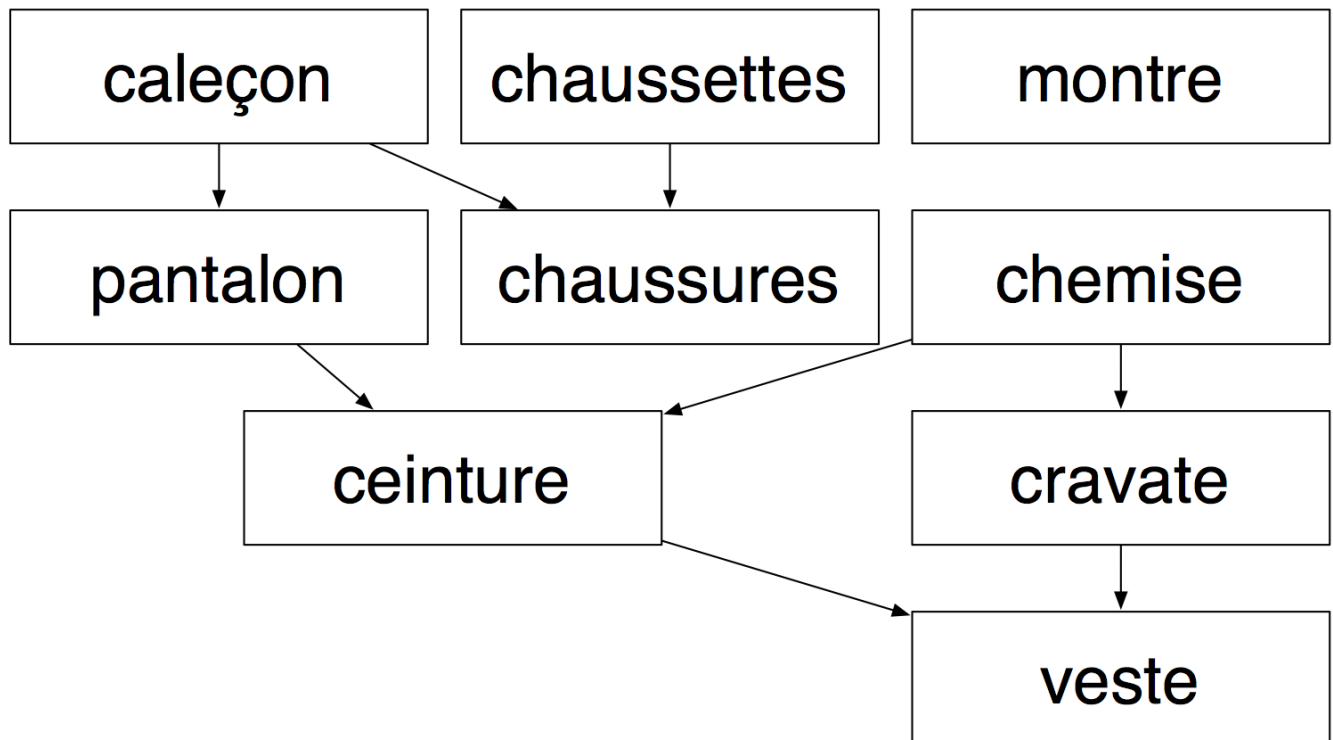 caleçon
chaussettes
montre
pantalon
chaussures
chemise
ceinture
cravate
veste